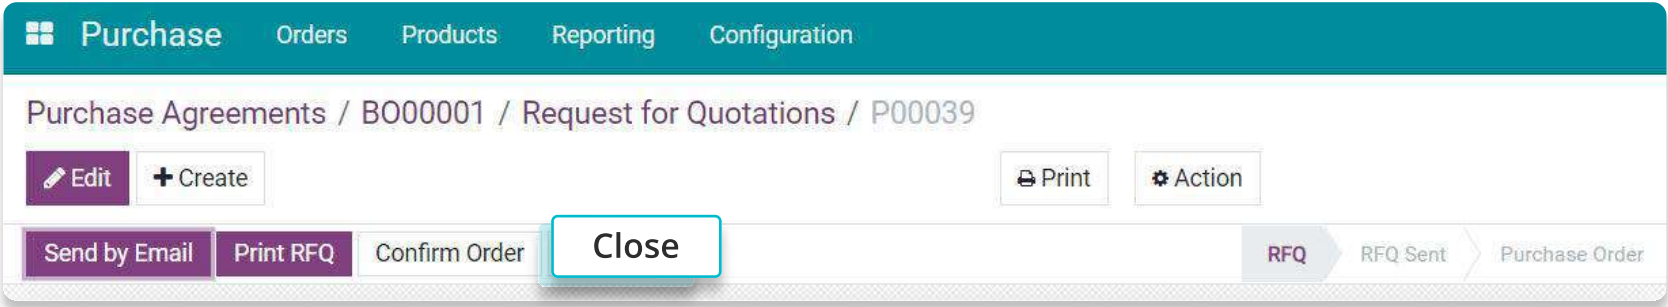 Purchase Orders Products Reporting Configuration
Purchase Agreements / BO00001 / Request for Quotations / P00039
Edit Create Print Action
Send by Email Print RFQ Confirm Order Close RFQ RFQ Sent Purchase Order